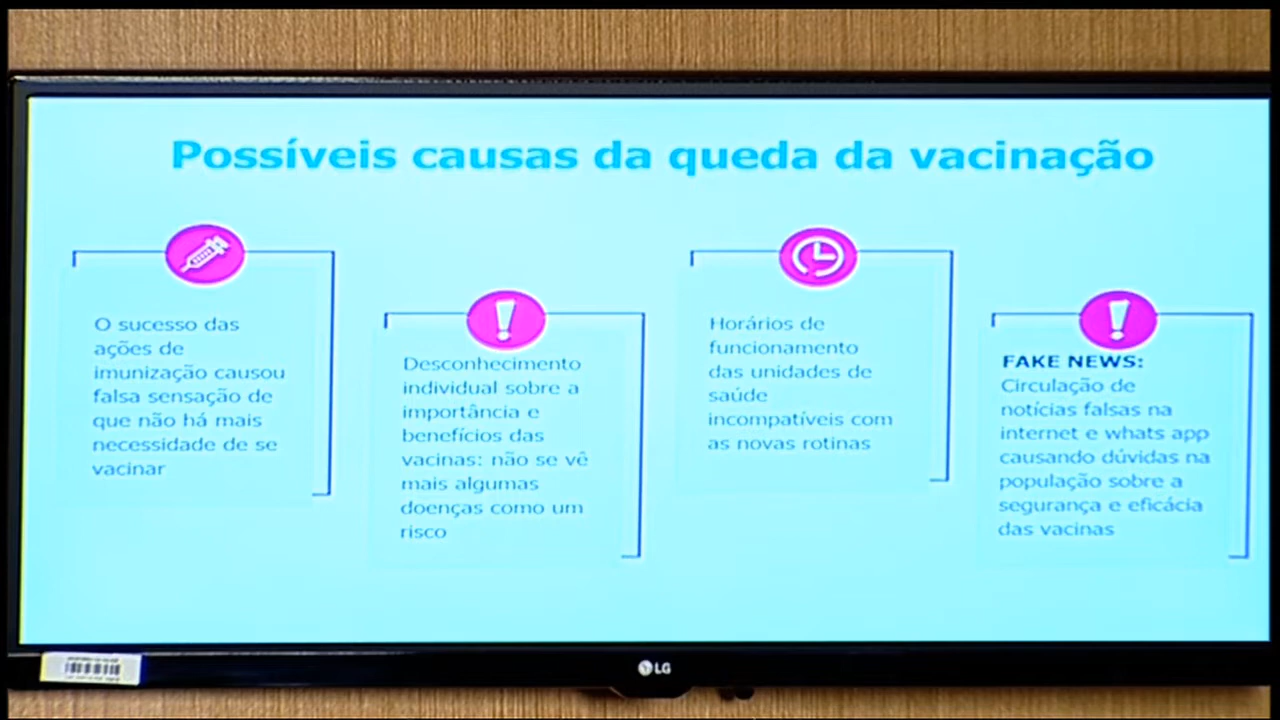 Possíveis causas da queda da vacinação
O sucesso das
ações de
imunização causou
falsa sensação de
que não há mais
necessidade de se
vacinar
Desconhecimento
individual sobre a
importância e
benefícios das
vacinas: não se vê
mais algumas
doenças como um
risco
Horários de
funcionamento
das unidades de
saúde
incompatíveis com
as novas rotinas
FAKE NEWS:
Circulação de
notícias falsas na
internet e whats app
causando dúvidas na
população sobre a
segurança e eficácia
das vacinas
LG